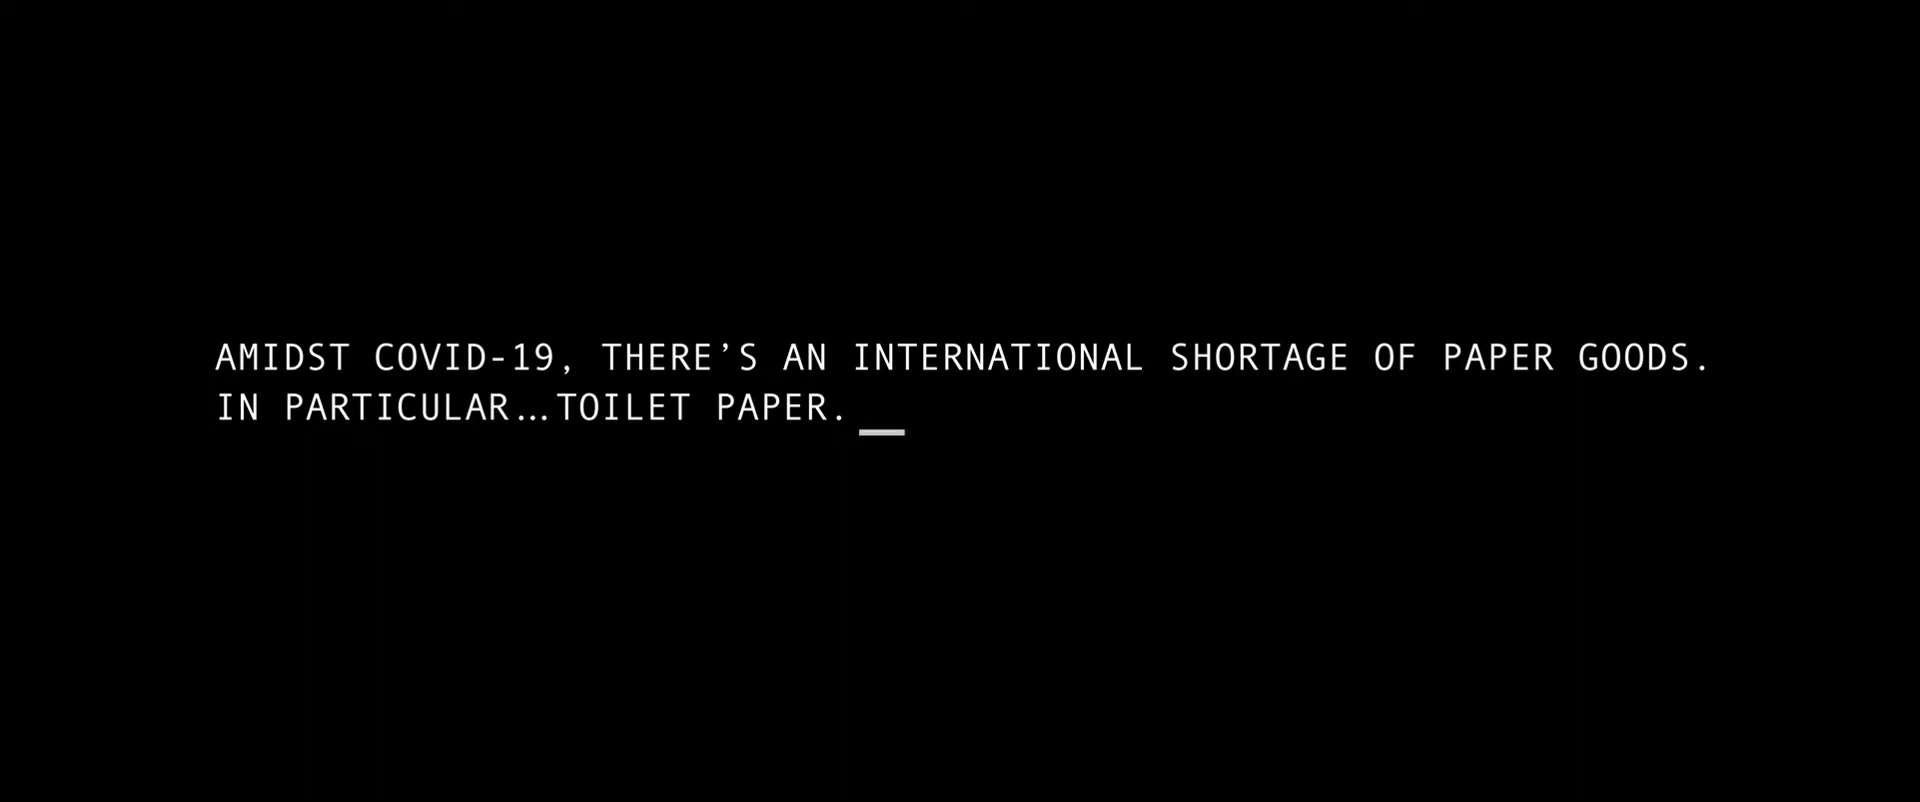 AMIDST COVID-19, THERE’S AN INTERNATIONAL SHORTAGE OF PAPER GOODS.
IN PARTICULAR…TOILET PAPER.